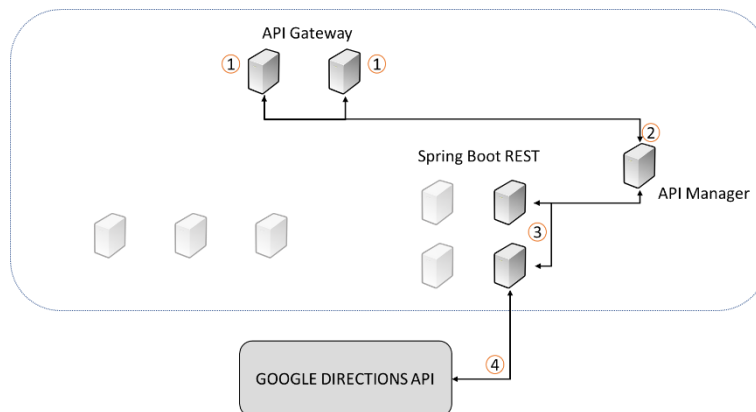 API Gateway
1
1
2
Spring Boot REST
API Manager
3
4
GOOGLE DIRECTIONS API